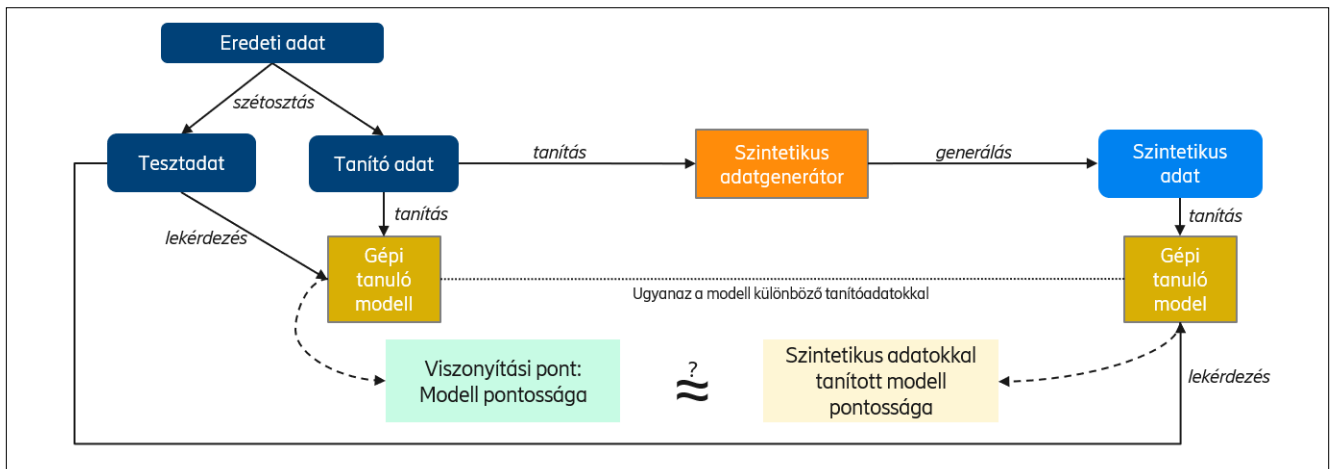 Eredeti adat
szétosztás
Tesztadat
Tanító adat
tanítás
Szintetikus
adatgenerátor
generálás
Szintetikus
adat
lekérdezés
tanítás
tanítás
Gépi
tanuló
modell
Ugyanaz a modell különböző tanítóadatokkal
Gépi
tanuló
model
Viszonyítási pont:
Modell pontossága
?
≈
Szintetikus adatokkal
tanított modell
pontossága
lekérdezés